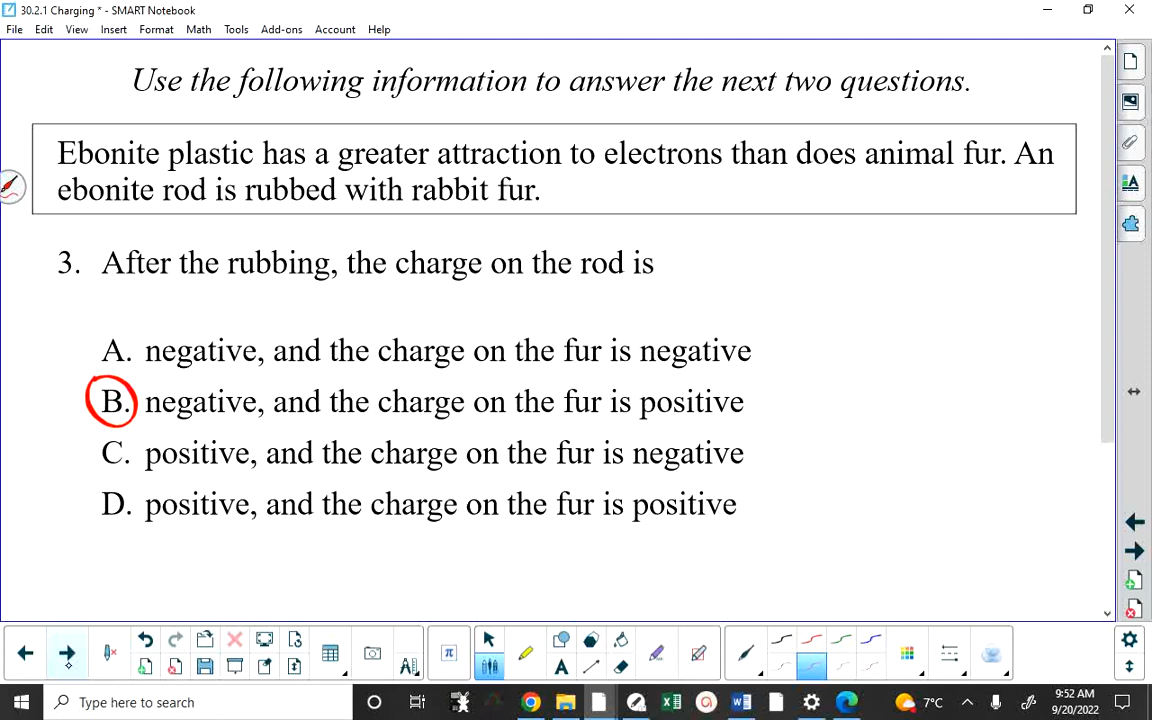 30.2.1 Charging * - SMART Notebook
File Edit View Insert Format Math Tools Add-ons Account Help
Use the following information to answer the next two questions.
Ebonite plastic has a greater attraction to electrons than does animal fur. An
ebonite rod is rubbed with rabbit fur.
3. After the rubbing, the charge on the rod is
A. negative, and the charge on the fur is negative
B. negative, and the charge on the fur is positive
C. positive, and the charge on the fur is negative
D. positive, and the charge on the fur is positive
Type here to search
7°C
9:52 AM
9/20/2022